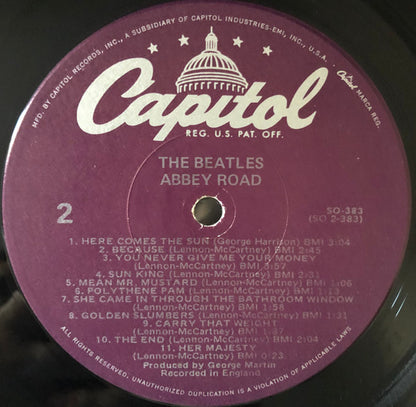 MFD. BY CAPITOL RECORDS, INC., A SUBSIDIARY OF CAPITOL INDUSTRIES-EMI, INC., U.S.A.
Capitol MARCA REG.
Capitol
REG. U.S. PAT. OFF.
THE BEATLES
ABBEY ROAD
2
SO-383
(SO 2-383)
1. HERE COMES THE SUN (George Harrison) BMI 3:04
2. BECAUSE (Lennon-McCartney) BMI 2:45
3. YOU NEVER GIVE ME YOUR MONEY
(Lennon-McCartney) BMI 3:57
4. SUN KING (Lennon-McCartney) BMI 2:31
5. MEAN MR. MUSTARD (Lennon-McCartney) BMI 1:06
6. POLYTHENE PAM (Lennon-McCartney) BMI 1:13
7. SHE CAME IN THROUGH THE BATHROOM WINDOW
(Lennon-McCartney) BMI 1:58
8. GOLDEN SLUMBERS (Lennon-McCartney) BMI 1:31
9. CARRY THAT WEIGHT
(Lennon-McCartney) BMI 1:37
10. THE END (Lennon-McCartney) BMI 2:04
11. HER MAJESTY
(Lennon-McCartney) BMI 0:23
Produced by George Martin
Recorded in England
ALL RIGHTS RESERVED. UNAUTHORIZED DUPLICATION IS A VIOLATION OF APPLICABLE LAWS